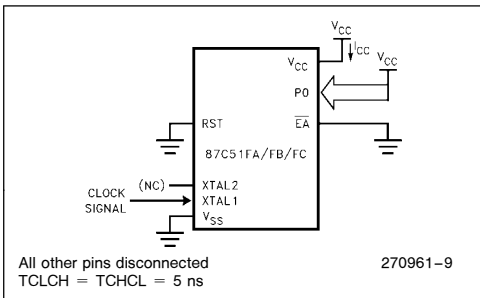 VCC
ICC
VCC
VCC
P0
RST
EA
87C51FA/FB/FC
(NC)
XTAL2
CLOCK
SIGNAL
XTAL1
VSS
All other pins disconnected
270961–9
TCLCH = TCHCL = 5 ns